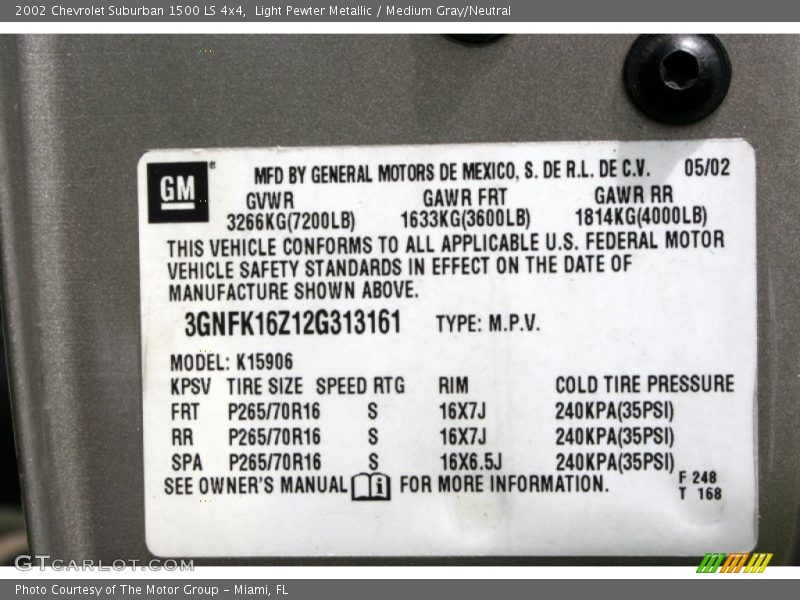 2002 Chevrolet Suburban 1500 LS 4x4,  Light Pewter Metallic / Medium Gray/Neutral
GM®
MFD BY GENERAL MOTORS DE MEXICO, S. DE R.L. DE C.V. 05/02
GVWR GAWR FRT GAWR RR
3266KG(7200LB) 1633KG(3600LB) 1814KG(4000LB)
THIS VEHICLE CONFORMS TO ALL APPLICABLE U.S. FEDERAL MOTOR
VEHICLE SAFETY STANDARDS IN EFFECT ON THE DATE OF
MANUFACTURE SHOWN ABOVE.
3GNFK16Z12G313161 TYPE: M.P.V.
MODEL: K15906
KPSV TIRE SIZE SPEED RTG RIM COLD TIRE PRESSURE
FRT P265/70R16 S 16X7J 240KPA(35PSI)
RR P265/70R16 S 16X7J 240KPA(35PSI)
SPA P265/70R16 S 16X6.5J 240KPA(35PSI)
SEE OWNER'S MANUAL i FOR MORE INFORMATION.
F 248
T 168
GTCARLOT.COM
Photo Courtesy of The Motor Group - Miami, FL